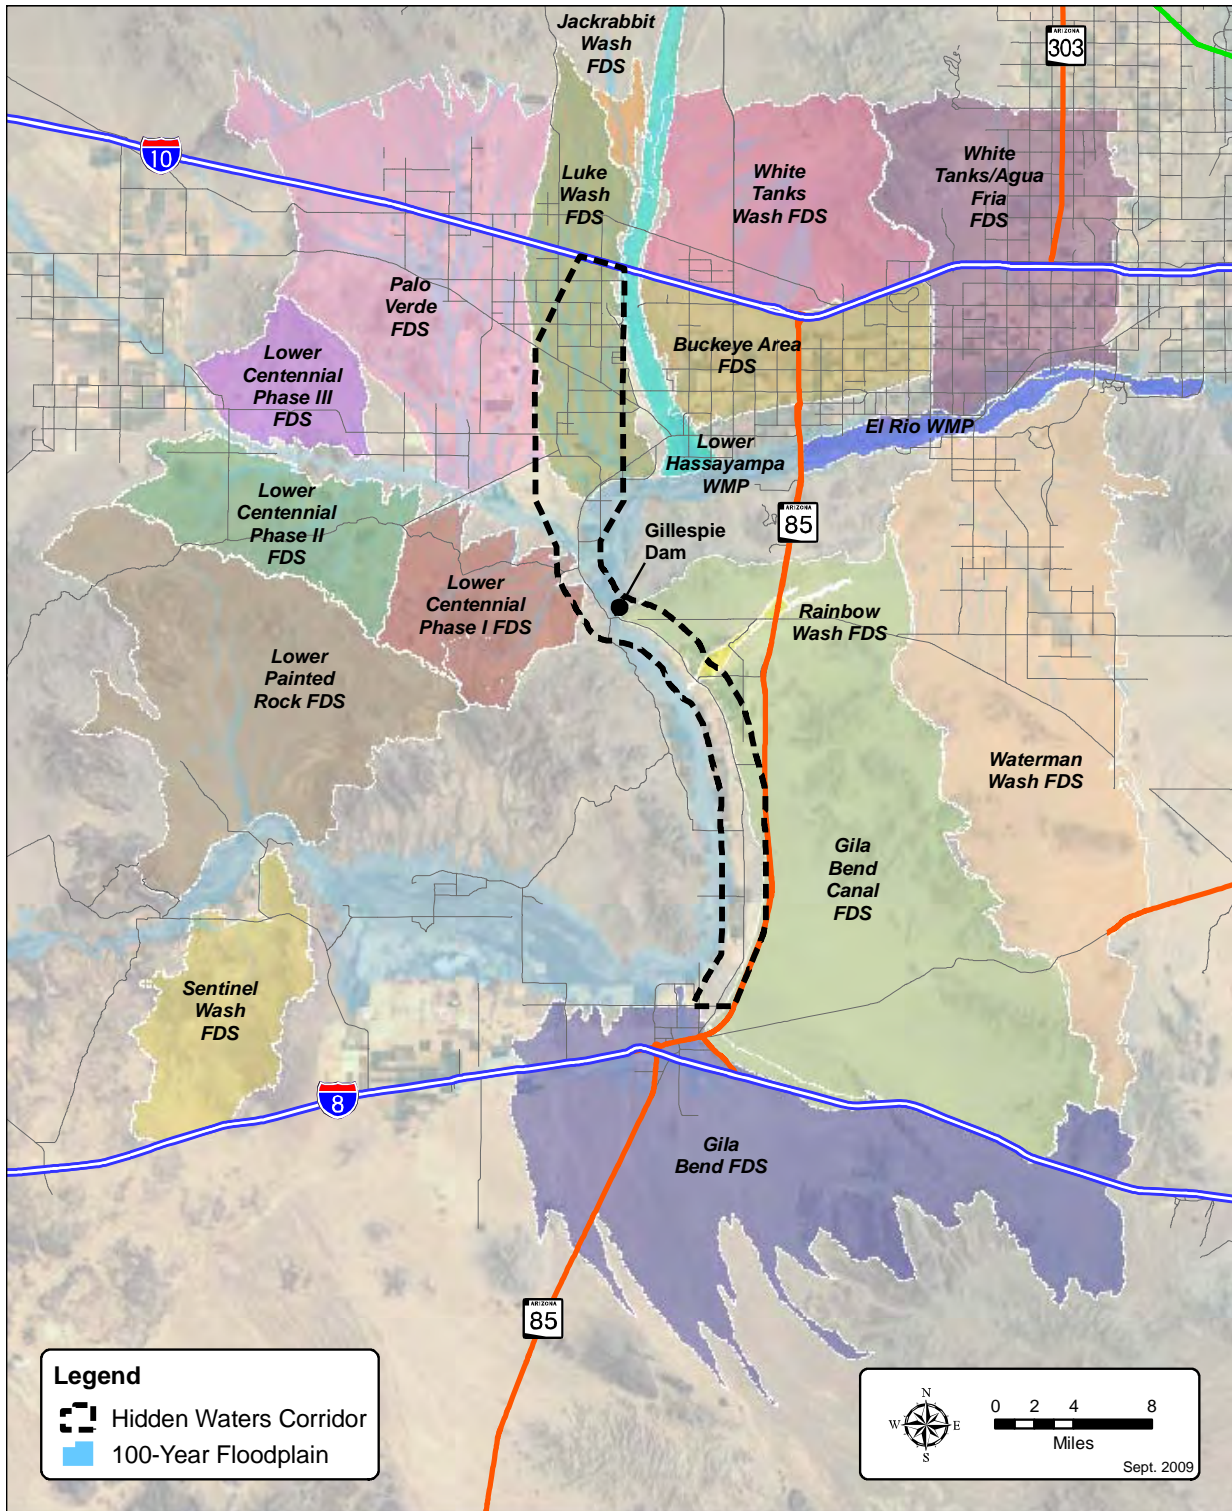 Jackrabbit
Wash
FDS
ARIZONA
303
10
Luke
Wash
FDS
White
Tanks
Wash FDS
White
Tanks/Agua
Fria
FDS
Palo
Verde
FDS
Lower
Centennial
Phase III
FDS
Buckeye Area
FDS
El Rio WMP
Lower
Hassayampa
WMP
Lower
Centennial
Phase II
FDS
ARIZONA
85
Gillespie
Dam
Lower
Centennial
Phase I FDS
Rainbow
Wash FDS
Lower
Painted
Rock FDS
Waterman
Wash FDS
Gila
Bend
Canal
FDS
Sentinel
Wash
FDS
8
Gila
Bend FDS
ARIZONA
85
Legend
Hidden Waters Corridor
100-Year Floodplain
N
W E
S
0 2 4 8
Miles
Sept. 2009